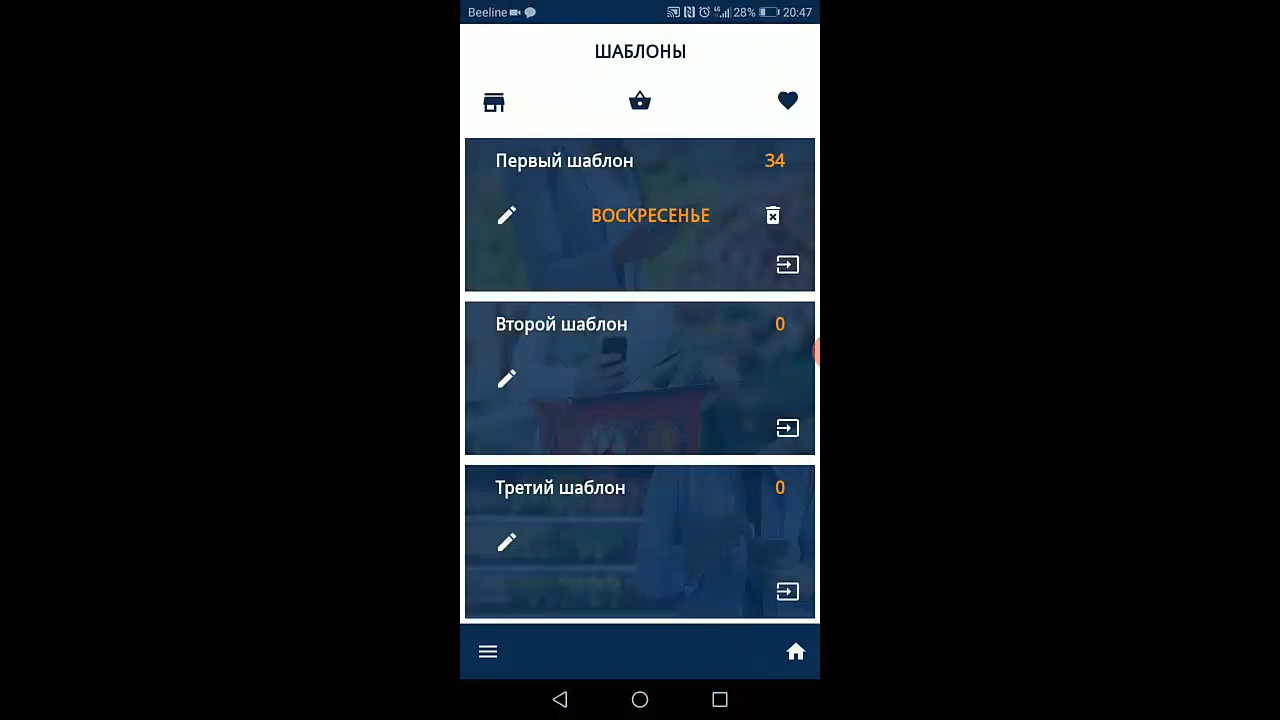 Beeline 28% 20:47
ШАБЛОНЫ
Первый шаблон 34
ВОСКРЕСЕНЬЕ
Второй шаблон 0
Третий шаблон 0